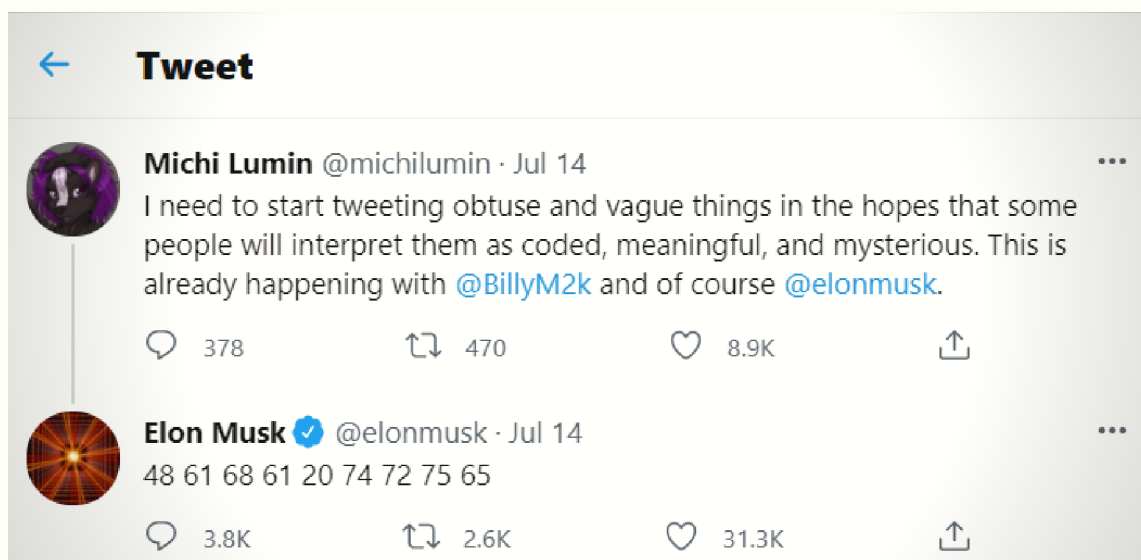 Tweet
Michi Lumin @michilumin · Jul 14
I need to start tweeting obtuse and vague things in the hopes that some
people will interpret them as coded, meaningful, and mysterious. This is
already happening with @BillyM2k and of course @elonmusk.
378 470 8.9K
Elon Musk @elonmusk · Jul 14
48 61 68 61 20 74 72 75 65
3.8K 2.6K 31.3K